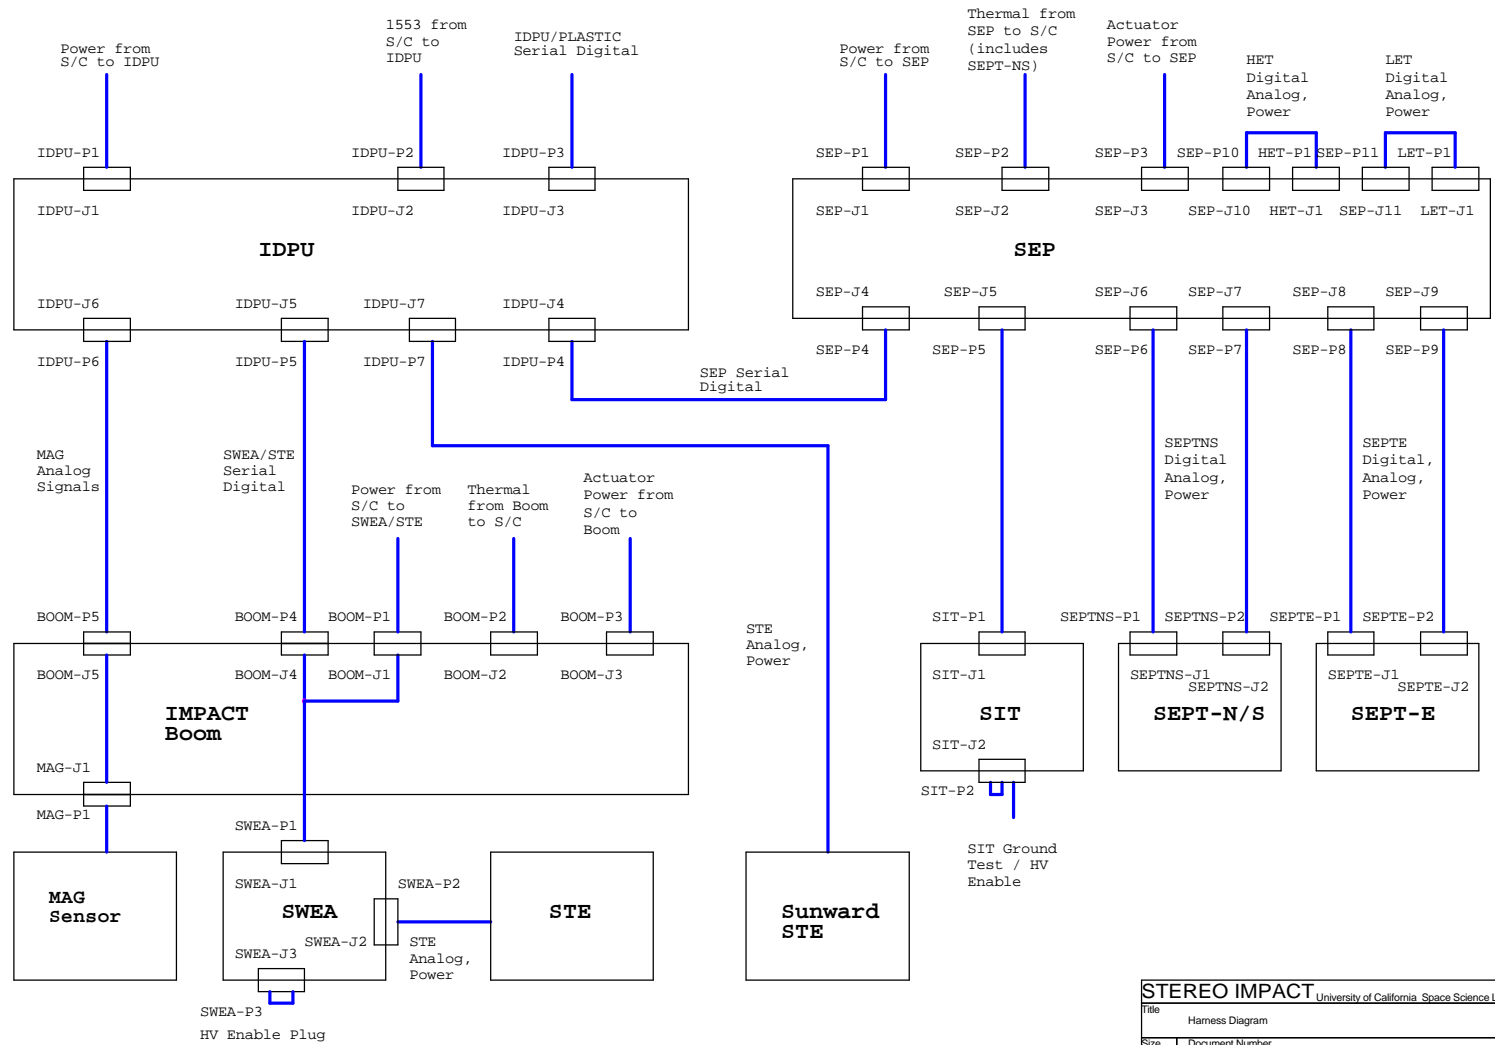 Power from
S/C to IDPU
1553 from
S/C to
IDPU
IDPU/PLASTIC
Serial Digital
Power from
S/C to SEP
Thermal from
SEP to S/C
(includes
SEPT-NS)
Actuator
Power from
S/C to SEP
HET
Digital
Analog,
Power
LET
Digital
Analog,
Power
IDPU-P1
IDPU-P2
IDPU-P3
SEP-P1
SEP-P2
SEP-P3
SEP-P10
HET-P1
SEP-P11
LET-P1
IDPU-J1
IDPU-J2
IDPU-J3
SEP-J1
SEP-J2
SEP-J3
SEP-J10
HET-J1
SEP-J11
LET-J1
IDPU
SEP
IDPU-J6
IDPU-J5
IDPU-J7
IDPU-J4
SEP-J4
SEP-J5
SEP-J6
SEP-J7
SEP-J8
SEP-J9
IDPU-P6
IDPU-P5
IDPU-P7
IDPU-P4
SEP-P4
SEP-P5
SEP-P6
SEP-P7
SEP-P8
SEP-P9
SEP Serial
Digital
MAG
Analog
Signals
SWEA/STE
Serial
Digital
Power from
S/C to
SWEA/STE
Thermal
from Boom
to S/C
Actuator
Power from
S/C to
Boom
SEPTNS
Digital
Analog,
Power
SEPTE
Digital,
Analog,
Power
BOOM-P5
BOOM-P4
BOOM-P1
BOOM-P2
BOOM-P3
STE
Analog,
Power
SIT-P1
SEPTNS-P1
SEPTNS-P2
SEPTE-P1
SEPTE-P2
BOOM-J5
BOOM-J4
BOOM-J1
BOOM-J2
BOOM-J3
SIT-J1
SEPTNS-J1
SEPTNS-J2
SEPTE-J1
SEPTE-J2
IMPACT
Boom
SIT
SEPT-N/S
SEPT-E
MAG-J1
SIT-J2
MAG-P1
SIT-P2
SWEA-P1
SIT Ground
Test / HV
Enable
MAG
Sensor
SWEA-J1
SWEA
SWEA-J2
SWEA-P2
STE
Analog,
Power
STE
Sunward
STE
SWEA-J3
SWEA-P3
HV Enable Plug
STEREO IMPACT University of California Space Science L
Title
Harness Diagram
Size
Document Number